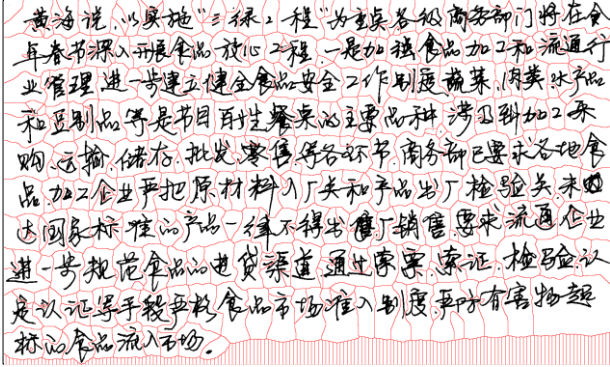 黄海说，以实施“三绿工程”为重点各级商务部门将在今
年春节深入开展食品放心工程，一是加强食品加工和流通行
业管理，进一步建立健全食品安全工作制度，蔬菜、肉类、水产品
和豆制品等是节日百姓餐桌的主要品种，涉及到加工、采
购、运输、储存、批发、零售等各环节，商务部已要求各地食
品加工企业严把原材料入厂关和产品出厂检验关，未
达国家标准的产品一律不得出厂销售，要求流通企业
进一步规范食品的进货渠道，通过索票、索证、检验、认
定认证等手段严格食品市场准入制度，严防有害物超
标的食品流入市场。